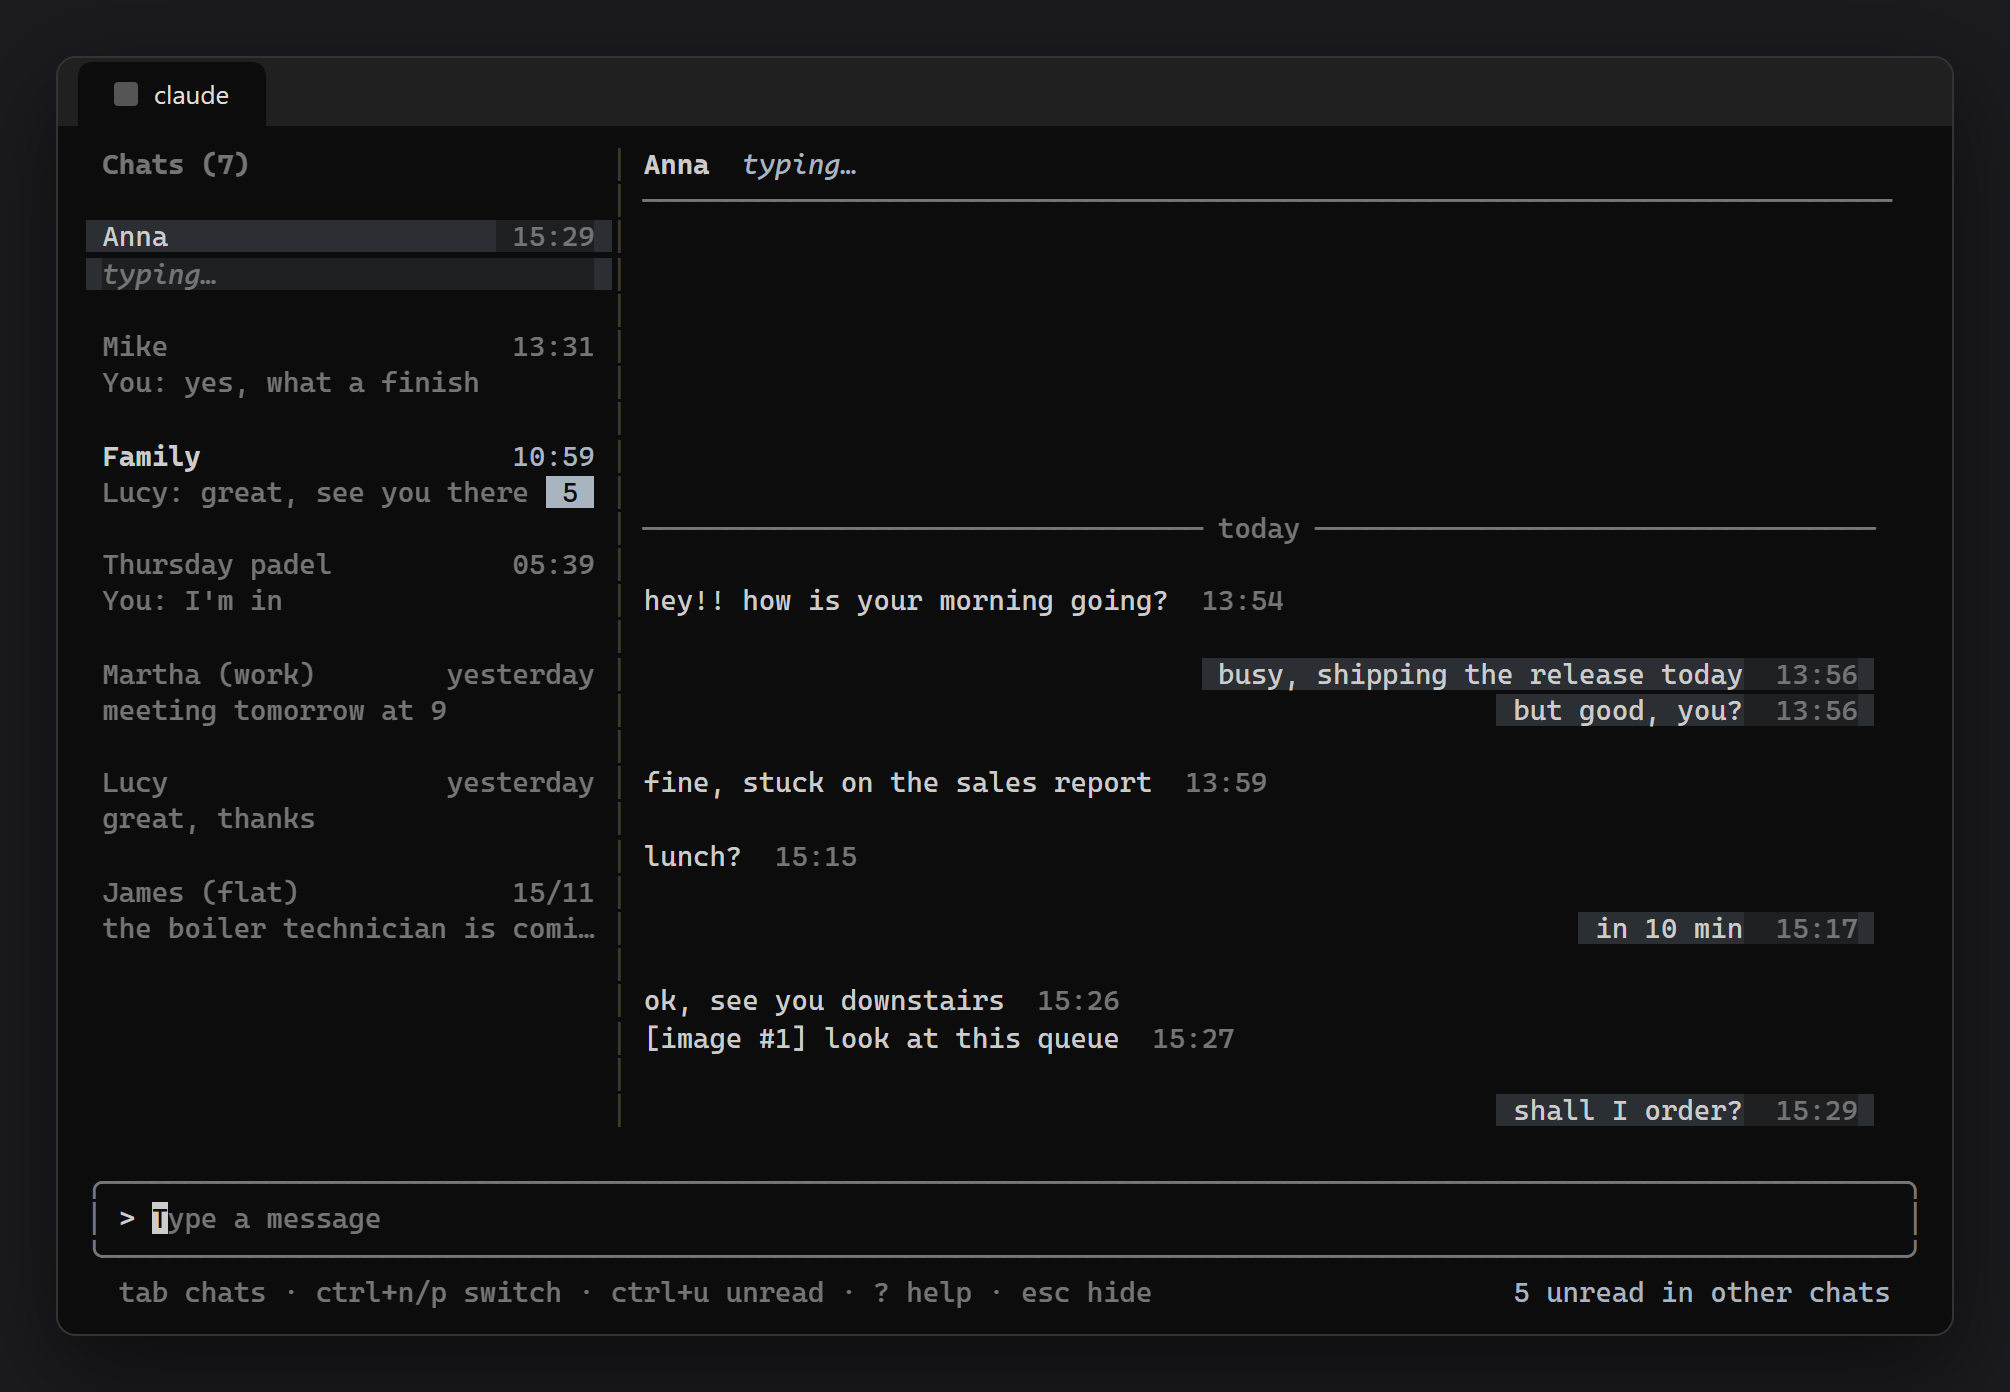 claude
Chats (7)
Anna 15:29
typing…
Mike 13:31
You: yes, what a finish
Family 10:59
Lucy: great, see you there 5
Thursday padel 05:39
You: I'm in
Martha (work) yesterday
meeting tomorrow at 9
Lucy yesterday
great, thanks
James (flat) 15/11
the boiler technician is comi…
Anna typing…
today
hey!! how is your morning going? 13:54
busy, shipping the release today 13:56
but good, you? 13:56
fine, stuck on the sales report 13:59
lunch? 15:15
in 10 min 15:17
ok, see you downstairs 15:26
[image #1] look at this queue 15:27
shall I order? 15:29
> Type a message
tab chats · ctrl+n/p switch · ctrl+u unread · ? help · esc hide
5 unread in other chats